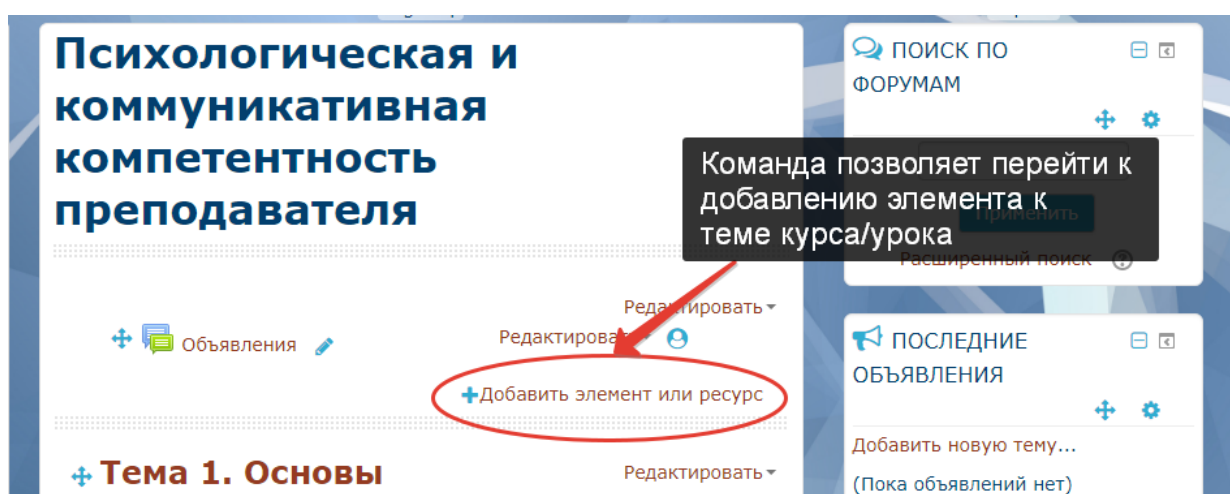 Психологическая и
коммуникативная
компетентность
преподавателя
Редактировать
Объявления
Редактировать
Добавить элемент или ресурс
Тема 1. Основы
Редактировать
Команда позволяет перейти к
добавлению элемента к
теме курса/урока
ПОИСК ПО
ФОРУМАМ
Применить
Расширенный поиск
ПОСЛЕДНИЕ
ОБЪЯВЛЕНИЯ
Добавить новую тему...
(Пока объявлений нет)